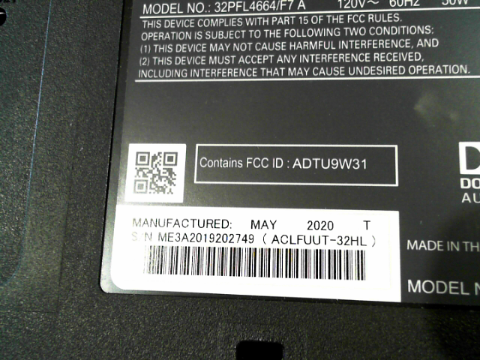 MODEL NO. : 32PFL4664/F7 A 120V~ 60Hz 50W
THIS DEVICE COMPLIES WITH PART 15 OF THE FCC RULES.
OPERATION IS SUBJECT TO THE FOLLOWING TWO CONDITIONS:
(1) THIS DEVICE MAY NOT CAUSE HARMFUL INTERFERENCE, AND
(2) THIS DEVICE MUST ACCEPT ANY INTERFERENCE RECEIVED,
INCLUDING INTERFERENCE THAT MAY CAUSE UNDESIRED OPERATION.
Contains FCC ID : ADTU9W31
MANUFACTURED: MAY 2020 T
S/N ME3A2019202749 ( ACLFUUT-32HL )
MADE IN TH
MODEL N